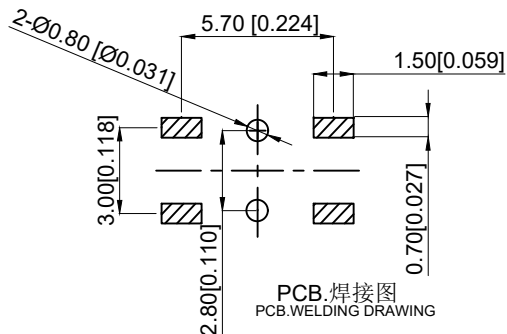 2-Ø0.80 [Ø0.031]
5.70 [0.224]
1.50[0.059]
3.00[0.118]
2.80[0.110]
0.70[0.027]
PCB.焊接图
PCB.WELDING DRAWING